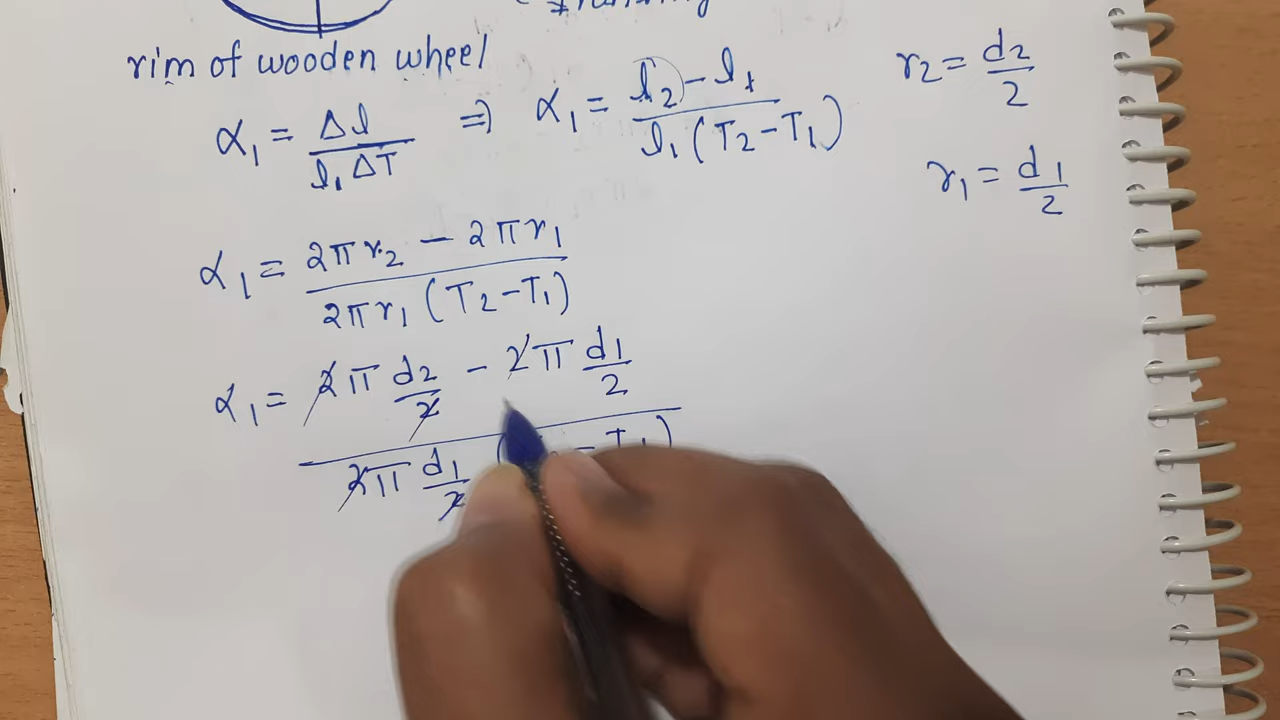 rim of wooden wheel
α₁ = Δl / l₁ ΔT ⇒ α₁ = l₂ - l₁ / l₁ (T₂ - T₁)
r₂ = d₂ / 2
r₁ = d₁ / 2
α₁ = 2πr₂ - 2πr₁ / 2πr₁ (T₂ - T₁)
α₁ = 2π d₂/2 - 2π d₁/2 / 2π d₁/2 ( - T₁)